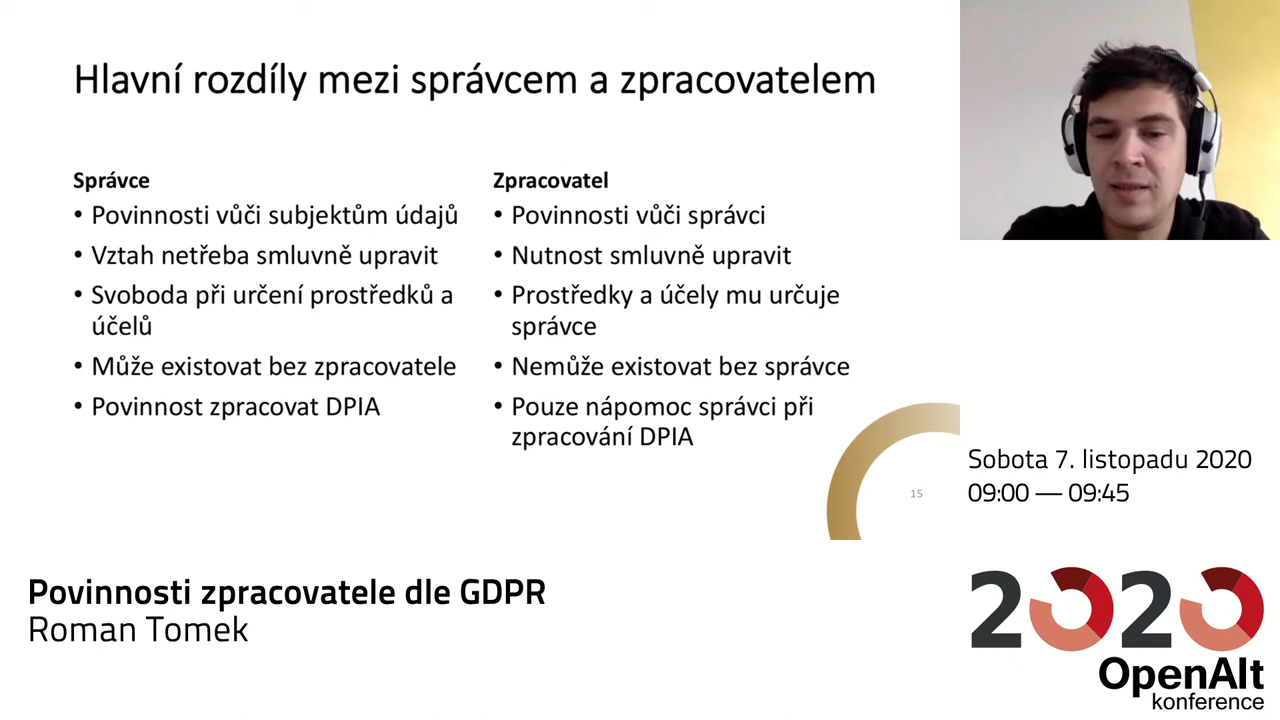 Hlavní rozdíly mezi správcem a zpracovatelem
Správce
• Povinnosti vůči subjektům údajů
• Vztah netřeba smluvně upravit
• Svoboda při určení prostředků a
účelů
• Může existovat bez zpracovatele
• Povinnost zpracovat DPIA
Zpracovatel
• Povinnosti vůči správci
• Nutnost smluvně upravit
• Prostředky a účely mu určuje
správce
• Nemůže existovat bez správce
• Pouze nápomoc správci při
zpracování DPIA
15
Sobota 7. listopadu 2020
09:00 — 09:45
Povinnosti zpracovatele dle GDPR
Roman Tomek
2020
OpenAlt
konference